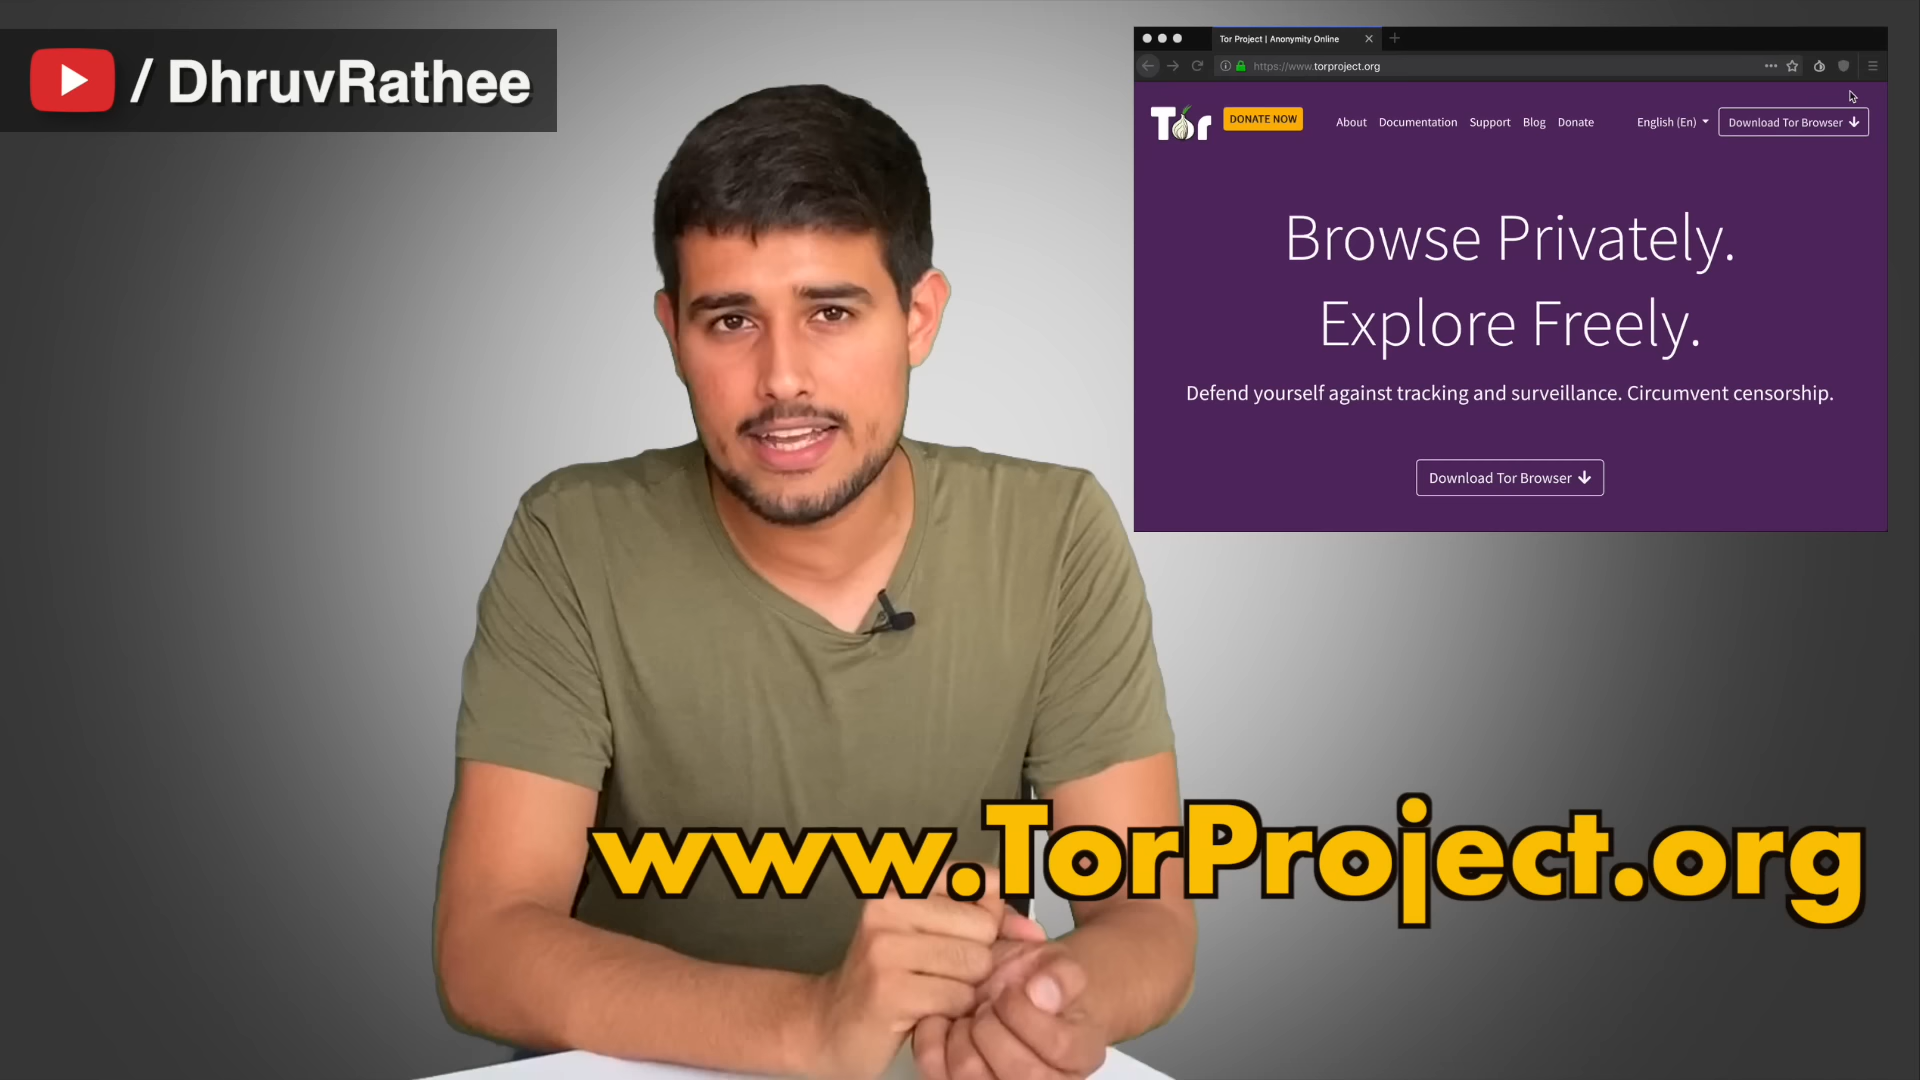 / DhruvRathee
Tor Project | Anonymity Online
https://www.torproject.org
Tor
DONATE NOW
About
Documentation
Support
Blog
Donate
English (En)
Download Tor Browser
Browse Privately.
Explore Freely.
Defend yourself against tracking and surveillance. Circumvent censorship.
Download Tor Browser
www.TorProject.org